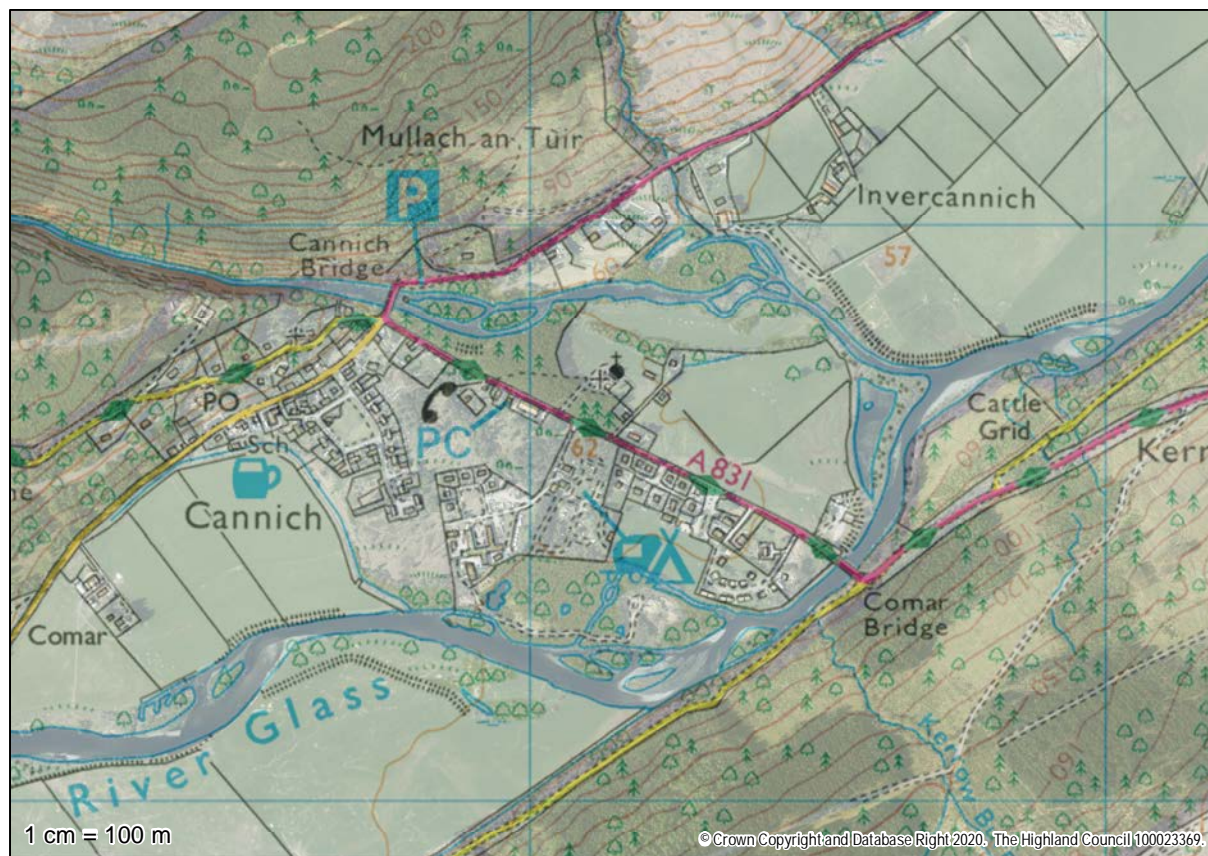 200
150
Mullach an Tùir
90
P
Invercannich
Cannich
Bridge
57
60
PO
Sch
PC
62
A 831
Cattle
Grid
60
Kerr
Cannich
100
120
Comar
Comar
Bridge
River Glass
160
1 cm = 100 m
© Crown Copyright and Database Right 2020. The Highland Council 100023369.